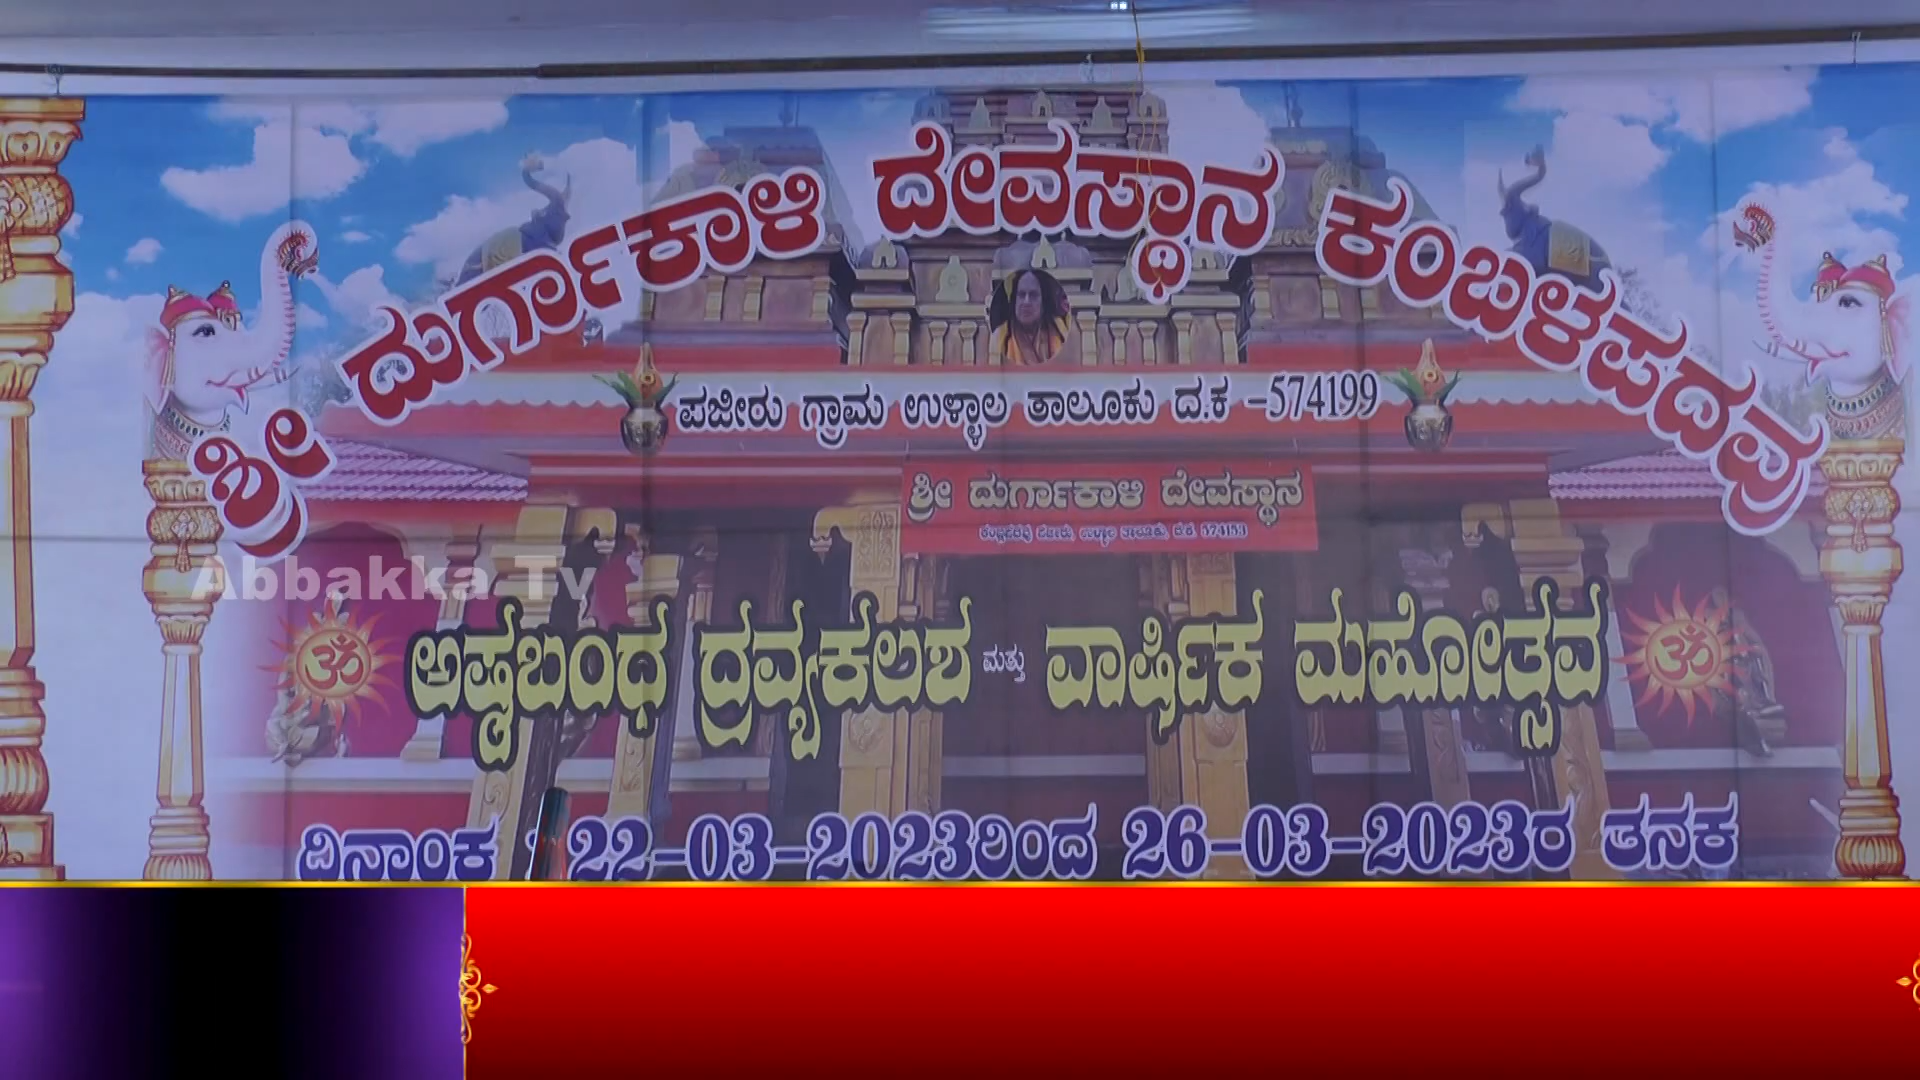 ಶ್ರೀ ದುರ್ಗಾಕಾಳಿ ದೇವಸ್ಥಾನ ಕಂಬಳಪದವು
ಪಜೀರು ಗ್ರಾಮ ಉಳ್ಳಾಲ ತಾಲೂಕು ದ.ಕ -574199
ಶ್ರೀ ದುರ್ಗಾಕಾಳಿ ದೇವಸ್ಥಾನ
Abbakka Tv
ಅಷ್ಠಬಂಧ ದ್ರವ್ಯಕಲಶ ಮತ್ತು ವಾರ್ಷಿಕ ಮಹೋತ್ಸವ
ದಿನಾಂಕ : 22-03-2023ರಿಂದ 26-03-2023ರ ತನಕ